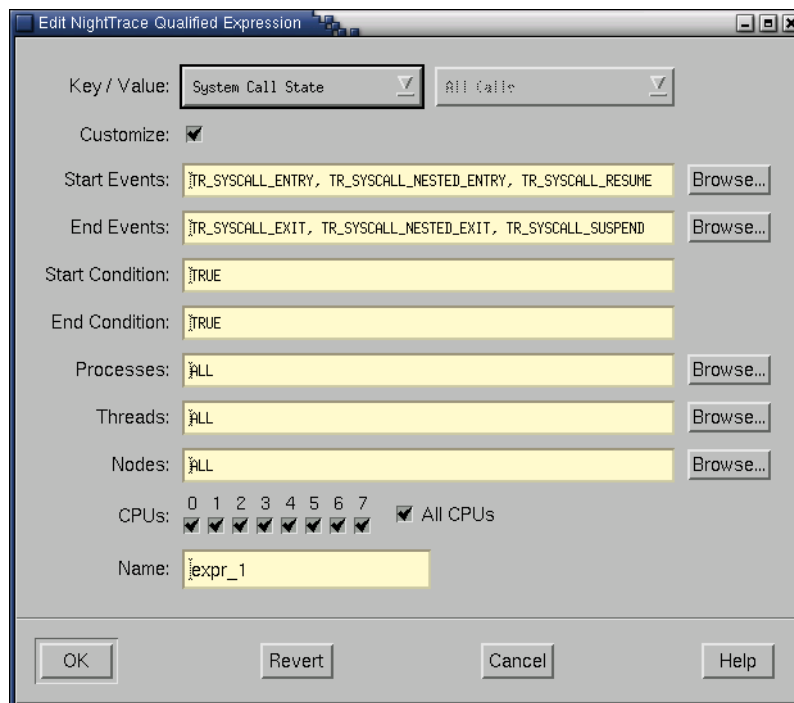 Edit NightTrace Qualified Expression
Key / Value: System Call State All Calls
Customize:
Start Events: TR_SYSCALL_ENTRY, TR_SYSCALL_NESTED_ENTRY, TR_SYSCALL_RESUME Browse...
End Events: TR_SYSCALL_EXIT, TR_SYSCALL_NESTED_EXIT, TR_SYSCALL_SUSPEND Browse...
Start Condition: TRUE
End Condition: TRUE
Processes: ALL Browse...
Threads: ALL Browse...
Nodes: ALL Browse...
0 1 2 3 4 5 6 7
CPUs: All CPUs
Name: expr_1
OK Revert Cancel Help